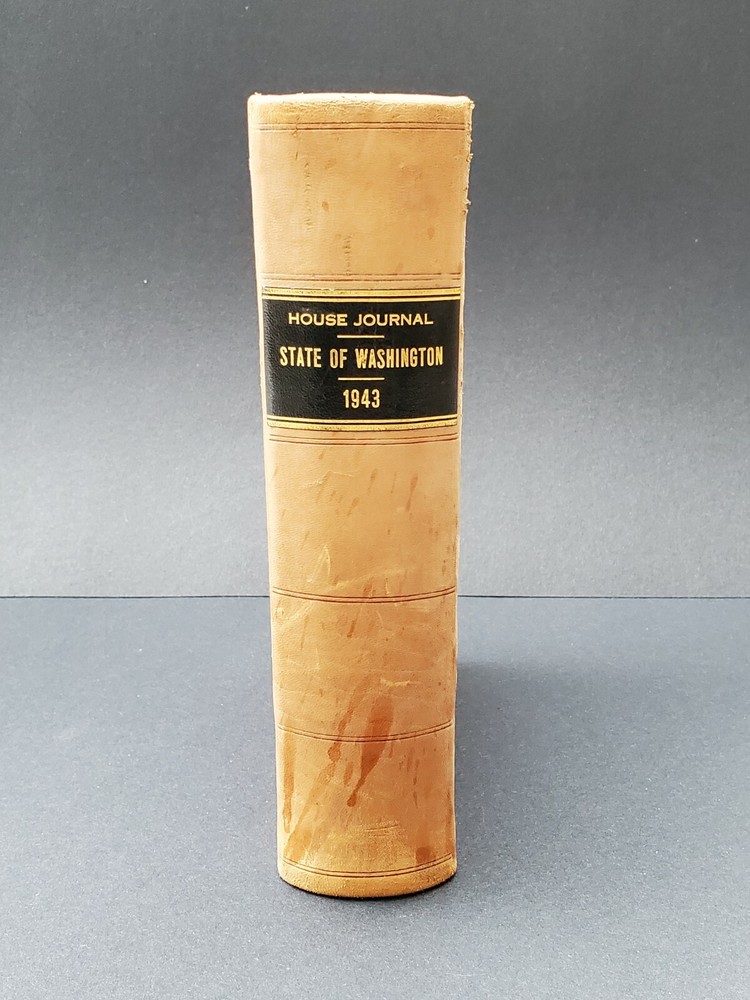 HOUSE JOURNAL
STATE OF WASHINGTON
1943